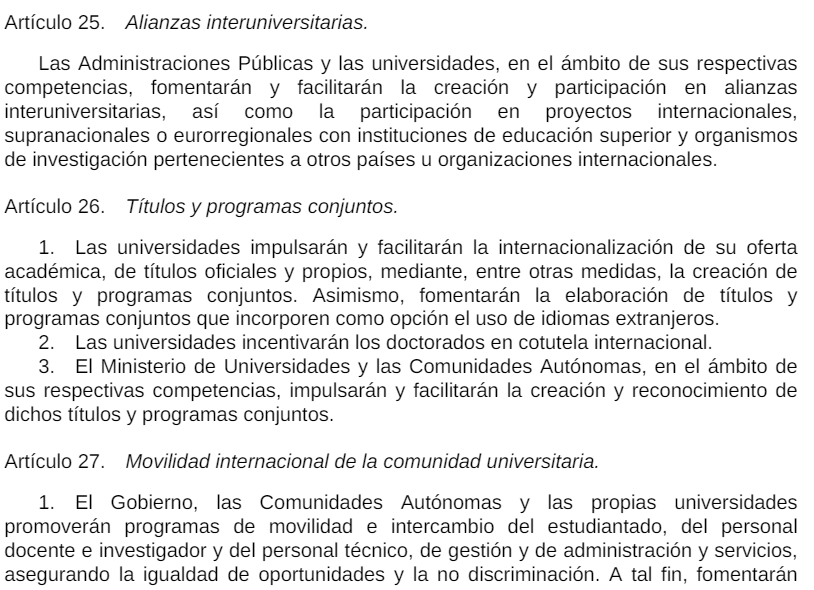 Artículo 25. Alianzas interuniversitarias.
Las Administraciones Públicas y las universidades, en el ámbito de sus respectivas
competencias, fomentarán y facilitarán la creación y participación en alianzas
interuniversitarias, así como la participación en proyectos internacionales,
supranacionales o eurorregionales con instituciones de educación superior y organismos
de investigación pertenecientes a otros países u organizaciones internacionales.
Artículo 26. Títulos y programas conjuntos.
1. Las universidades impulsarán y facilitarán la internacionalización de su oferta
académica, de títulos oficiales y propios, mediante, entre otras medidas, la creación de
títulos y programas conjuntos. Asimismo, fomentarán la elaboración de títulos y
programas conjuntos que incorporen como opción el uso de idiomas extranjeros.
2. Las universidades incentivarán los doctorados en cotutela internacional.
3. El Ministerio de Universidades y las Comunidades Autónomas, en el ámbito de
sus respectivas competencias, impulsarán y facilitarán la creación y reconocimiento de
dichos títulos y programas conjuntos.
Artículo 27. Movilidad internacional de la comunidad universitaria.
1. El Gobierno, las Comunidades Autónomas y las propias universidades
promoverán programas de movilidad e intercambio del estudiantado, del personal
docente e investigador y del personal técnico, de gestión y de administración y servicios,
asegurando la igualdad de oportunidades y la no discriminación. A tal fin, fomentarán